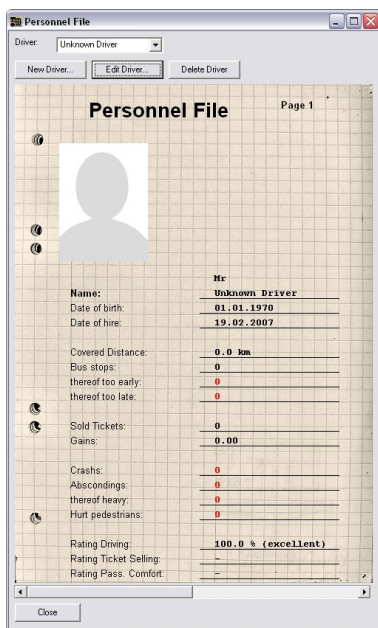 Personnel File
Driver: Unknown Driver
New Driver... Edit Driver... Delete Driver
Personnel File Page 1
Mr
Name: Unknown Driver
Date of birth: 01.01.1970
Date of hire: 19.02.2007
Covered Distance: 0.0 km
Bus stops: 0
thereof too early: 0
thereof too late: 0
Sold Tickets: 0
Gains: 0.00
Crashs: 0
Abscondings: 0
thereof heavy: 0
Hurt pedestrians: 0
Rating Driving: 100.0 % (excellent)
Rating Ticket Selling: -
Rating Pass. Comfort: -
Close